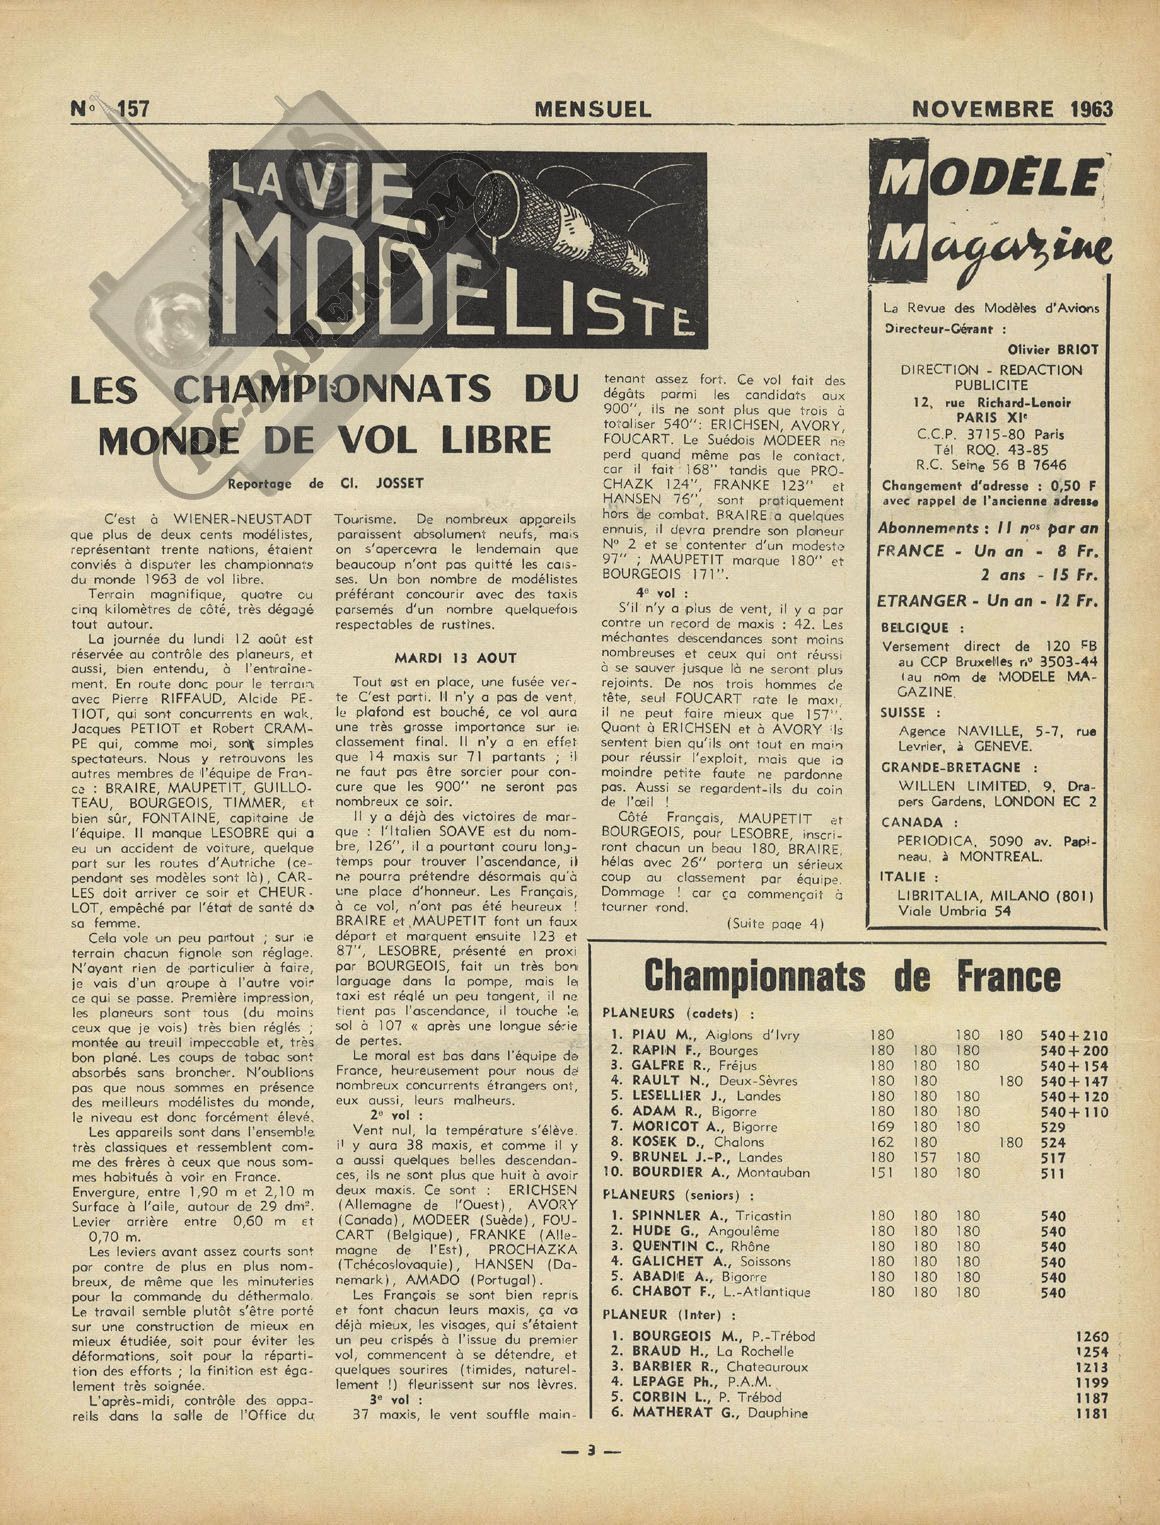 N° 157 MENSUEL NOVEMBRE 1963
LA VIE
MODELISTE
RC-DAPER.COM
LES CHAMPIONNATS DU
MONDE DE VOL LIBRE
Reportage de Cl. JOSSET
C'est à WIENER-NEUSTADT
que plus de deux cents modélistes,
représentant trente nations, étaient
conviés à disputer les championnats
du monde 1963 de vol libre.
Terrain magnifique, quatre ou
cinq kilomètres de côté, très dégagé
tout autour.
La journée du lundi 12 août est
réservée au contrôle des planeurs, et
aussi, bien entendu, à l'entraîne-
ment. En route donc pour le terrain
avec Pierre RIFFAUD, Alcide PE-
TIOT, qui sont concurrents en wak,
Jacques PETIOT et Robert CRAM-
PE qui, comme moi, sont simples
spectateurs. Nous y retrouvons les
autres membres de l'équipe de Fran-
ce : BRAIRE, MAUPETIT, GUILLO-
TEAU, BOURGEOIS, TIMMER, et
bien sûr, FONTAINE, capitaine de
l'équipe. Il manque LESOBRE qui a
eu un accident de voiture, quelque
part sur les routes d'Autriche (ce-
pendant ses modèles sont là), CAR-
LES doit arriver ce soir et CHEUR-
LOT, empêché par l'état de santé de
sa femme.
Cela vole un peu partout ; sur le
terrain chacun fignole son réglage.
N'ayant rien de particulier à faire,
je vais d'un groupe à l'autre voir
ce qui se passe. Première impression,
les planeurs sont tous (du moins
ceux que je vois) très bien réglés ;
montée au treuil impeccable et, très
bon plané. Les coups de tabac sont
absorbés sans broncher. N'oublions
pas que nous sommes en présence
des meilleurs modélistes du monde,
le niveau est donc forcément élevé.
Les appareils sont dans l'ensemble
très classiques et ressemblent com-
me des frères à ceux que nous som-
mes habitués à voir en France.
Envergure, entre 1,90 m et 2,10 m
Surface à l'aile, autour de 29 dm².
Levier arrière entre 0,60 m et
0,70 m.
Les leviers avant assez courts sont
par contre de plus en plus nom-
breux, de même que les minuteries
pour la commande du déthermalo.
Le travail semble plutôt s'être porté
sur une construction de mieux en
mieux étudiée, soit pour éviter les
déformations, soit pour la réparti-
tion des efforts ; la finition est éga-
lement très soignée.
L'après-midi, contrôle des appa-
reils dans la salle de l'Office du
Tourisme. De nombreux appareils
paraissent absolument neufs, mais
on s'apercevra le lendemain que
beaucoup n'ont pas quitté les cais-
ses. Un bon nombre de modélistes
préférant concourir avec des taxis
parsemés d'un nombre quelquefois
respectables de rustines.
MARDI 13 AOUT
Tout est en place, une fusée ver-
te C'est parti. Il n'y a pas de vent,
le plafond est bouché, ce vol aura
une très grosse importance sur le
classement final. Il n'y a en effet
que 14 maxis sur 71 partants ; il
ne faut pas être sorcier pour con-
cure que les 900'' ne seront pas
nombreux ce soir.
Il y a déjà des victoires de mar-
que : l'Italien SOAVE est du nom-
bre, 126'', il a pourtant couru long-
temps pour trouver l'ascendance, il
ne pourra prétendre désormais qu'à
une place d'honneur. Les Français,
à ce vol, n'ont pas été heureux !
BRAIRE et MAUPETIT font un faux
départ et marquent ensuite 123 et
87'', LESOBRE, présenté en proxi
par BOURGEOIS, fait un très bon
larguage dans la pompe, mais le
taxi est réglé un peu tangent, il ne
tient pas l'ascendance, il touche le
sol à 107 « après une longue série
de pertes.
Le moral est bas dans l'équipe de
France, heureusement pour nous de
nombreux concurrents étrangers ont,
eux aussi, leurs malheurs.
2e vol :
Vent nul, la température s'élève.
il y aura 38 maxis, et comme il y
a aussi quelques belles descendan-
ces, ils ne sont plus que huit à avoir
deux maxis. Ce sont : ERICHSEN
(Allemagne de l'Ouest), AVORY
(Canada), MODEER (Suède), FOU-
CART (Belgique), FRANKE (Alle-
magne de l'Est), PROCHAZKA
(Tchécoslovaquie), HANSEN (Da-
nemark), AMADO (Portugal).
Les Français se sont bien repris
et font chacun leurs maxis, ça va
déjà mieux, les visages, qui s'étaient
un peu crispés à l'issue du premier
vol, commencent à se détendre, et
quelques sourires (timides, naturel-
lement !) fleurissent sur nos lèvres.
3e vol :
37 maxis, le vent souffle main-
tenant assez fort. Ce vol fait des
dégâts parmi les candidats aux
900'', ils ne sont plus que trois à
totaliser 540'': ERICHSEN, AVORY,
FOUCART. Le Suédois MODEER ne
perd quand même pas le contact,
car il fait 168'' tandis que PRO-
CHAZK 124'', FRANKE 123'' et
HANSEN 76'', sont pratiquement
hors de combat. BRAIRE a quelques
ennuis, il devra prendre son planeur
N° 2 et se contenter d'un modeste
97'' ; MAUPETIT marque 180'' et
BOURGEOIS 171''.
4e vol :
S'il n'y a plus de vent, il y a par
contre un record de maxis : 42. Les
méchantes descendances sont moins
nombreuses et ceux qui ont réussi
à se sauver jusque là ne seront plus
rejoints. De nos trois hommes de
tête, seul FOUCART rate le maxi,
il ne peut faire mieux que 157''.
Quant à ERICHSEN et à AVORY ils
sentent bien qu'ils ont tout en main
pour réussir l'exploit, mais que la
moindre petite faute ne pardonne
pas. Aussi se regardent-ils du coin
de l'œil !
Côté Français, MAUPETIT et
BOURGEOIS, pour LESOBRE, inscri-
ront chacun un beau 180, BRAIRE,
hélas avec 26'' portera un sérieux
coup au classement par équipe.
Dommage ! car ça commençait à
tourner rond.
(Suite page 4)
MODÈLE
Magazine
La Revue des Modèles d'Avions
Directeur-Gérant :
Olivier BRIOT
DIRECTION - REDACTION
PUBLICITE
12, rue Richard-Lenoir
PARIS XIe
C.C.P. 3715-80 Paris
Tél ROQ. 43-85
R.C. Seine 56 B 7646
Changement d'adresse : 0,50 F
avec rappel de l'ancienne adresse
Abonnements : 11 nos par an
FRANCE - Un an - 8 Fr.
2 ans - 15 Fr.
ETRANGER - Un an - 12 Fr.
BELGIQUE :
Versement direct de 120 FB
au CCP Bruxelles n° 3503-44
(au nom de MODELE MA-
GAZINE.
SUISSE :
Agence NAVILLE, 5-7, rue
Levrier, à GENEVE.
GRANDE-BRETAGNE :
WILLEN LIMITED, 9, Dra-
pers Gardens, LONDON EC 2
CANADA :
PERIODICA, 5090 av. Papi-
neau, à MONTREAL.
ITALIE :
LIBRITALIA, MILANO (801)
Viale Umbria 54
Championnats de France
PLANEURS (cadets) :
1. PIAU M., Aiglons d'Ivry 180 180 180 540+210
2. RAPIN F., Bourges 180 180 180 540+200
3. GALFRE R., Fréjus 180 180 180 540+154
4. RAULT N., Deux-Sèvres 180 180 180 540+147
5. LESELLIER J., Landes 180 180 180 540+120
6. ADAM R., Bigorre 180 180 180 540+110
7. MORICOT A., Bigorre 169 180 180 529
8. KOSEK D., Chalons 162 180 180 524
9. BRUNEL J.-P., Landes 180 157 180 517
10. BOURDIER A., Montauban 151 180 180 511
PLANEURS (seniors) :
1. SPINNLER A., Tricastin 180 180 180 540
2. HUDE G., Angoulême 180 180 180 540
3. QUENTIN C., Rhône 180 180 180 540
4. GALICHET A., Soissons 180 180 180 540
5. ABADIE A., Bigorre 180 180 180 540
6. CHABOT F., L.-Atlantique 180 180 180 540
PLANEUR (Inter) :
1. BOURGEOIS M., P.-Trébod 1260
2. BRAUD H., La Rochelle 1254
3. BARBIER R., Chateauroux 1213
4. LEPAGE Ph., P.A.M. 1199
5. CORBIN L., P. Trébod 1187
6. MATHERAT G., Dauphine 1181
— 3 —